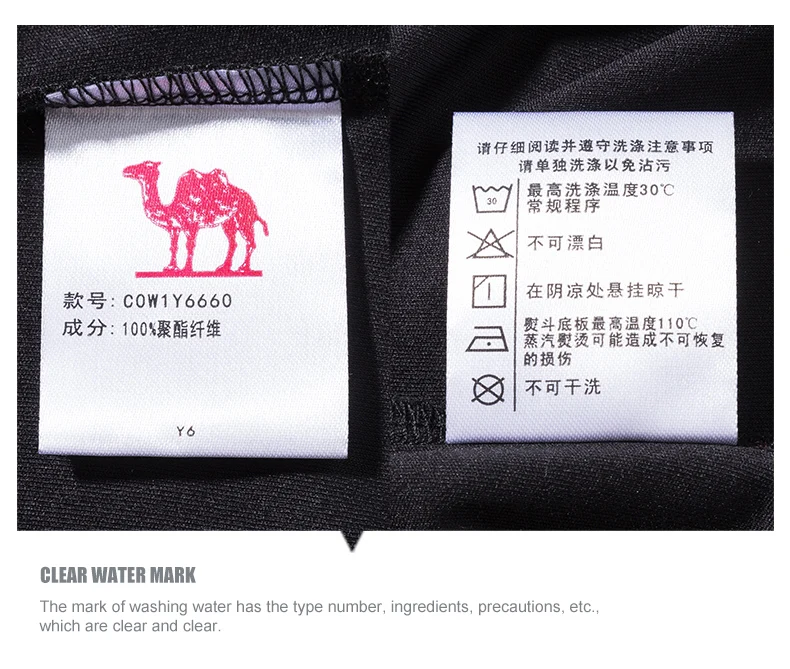 款号: COW1Y6660
成分: 100%聚酯纤维
Y6
请仔细阅读并遵守洗涤注意事项
请单独洗涤以免沾污
30
最高洗涤温度30℃
常规程序
不可漂白
在阴凉处悬挂晾干
熨斗底板最高温度110℃
蒸汽熨烫可能造成不可恢复
的损伤
不可干洗
CLEAR WATER MARK
The mark of washing water has the type number, ingredients, precautions, etc.,
which are clear and clear.